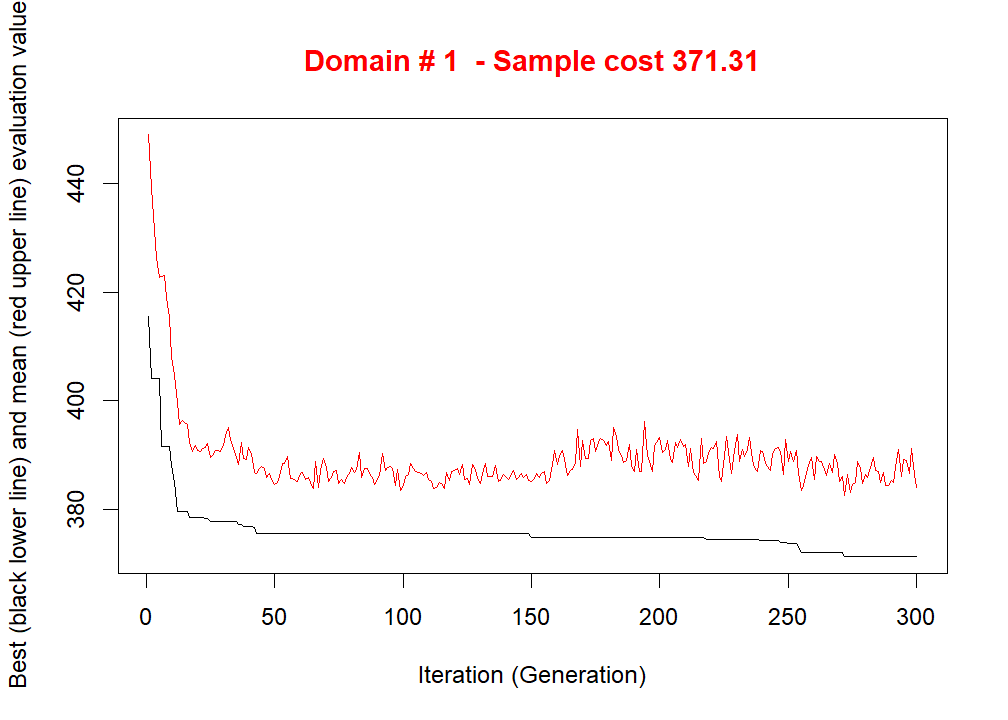 Domain # 1  - Sample cost 371.31
Best (black lower line) and mean (red upper line) evaluation value
440
420
400
380
0 50 100 150 200 250 300
Iteration (Generation)